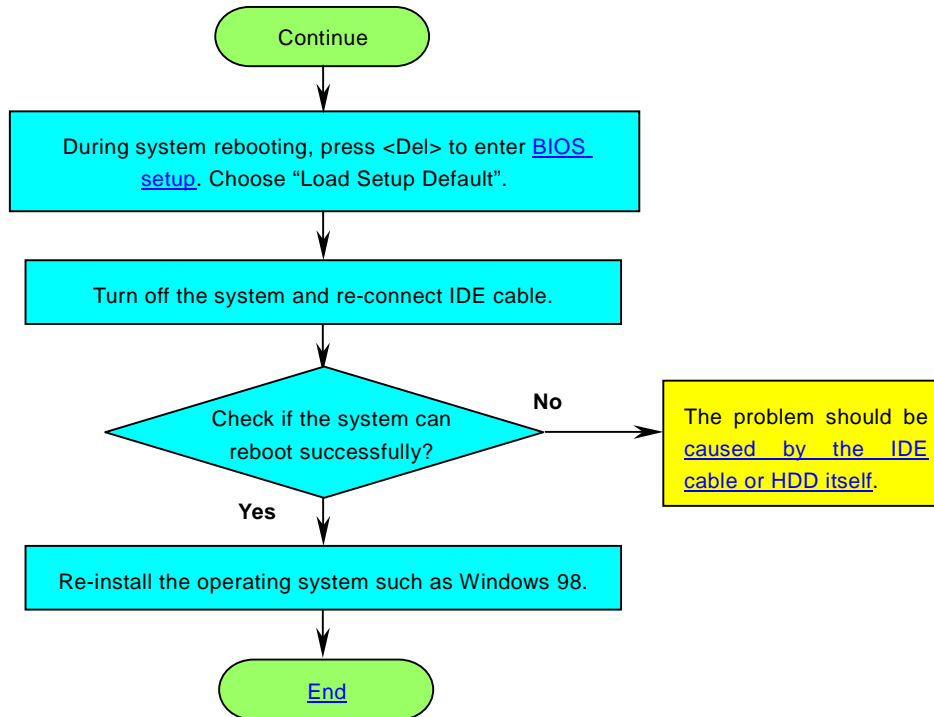 Continue
During system rebooting, press <Del> to enter BIOS
setup. Choose “Load Setup Default”.
Turn off the system and re-connect IDE cable.
Check if the system can
reboot successfully?
No
The problem should be
caused by the IDE
cable or HDD itself.
Yes
Re-install the operating system such as Windows 98.
End